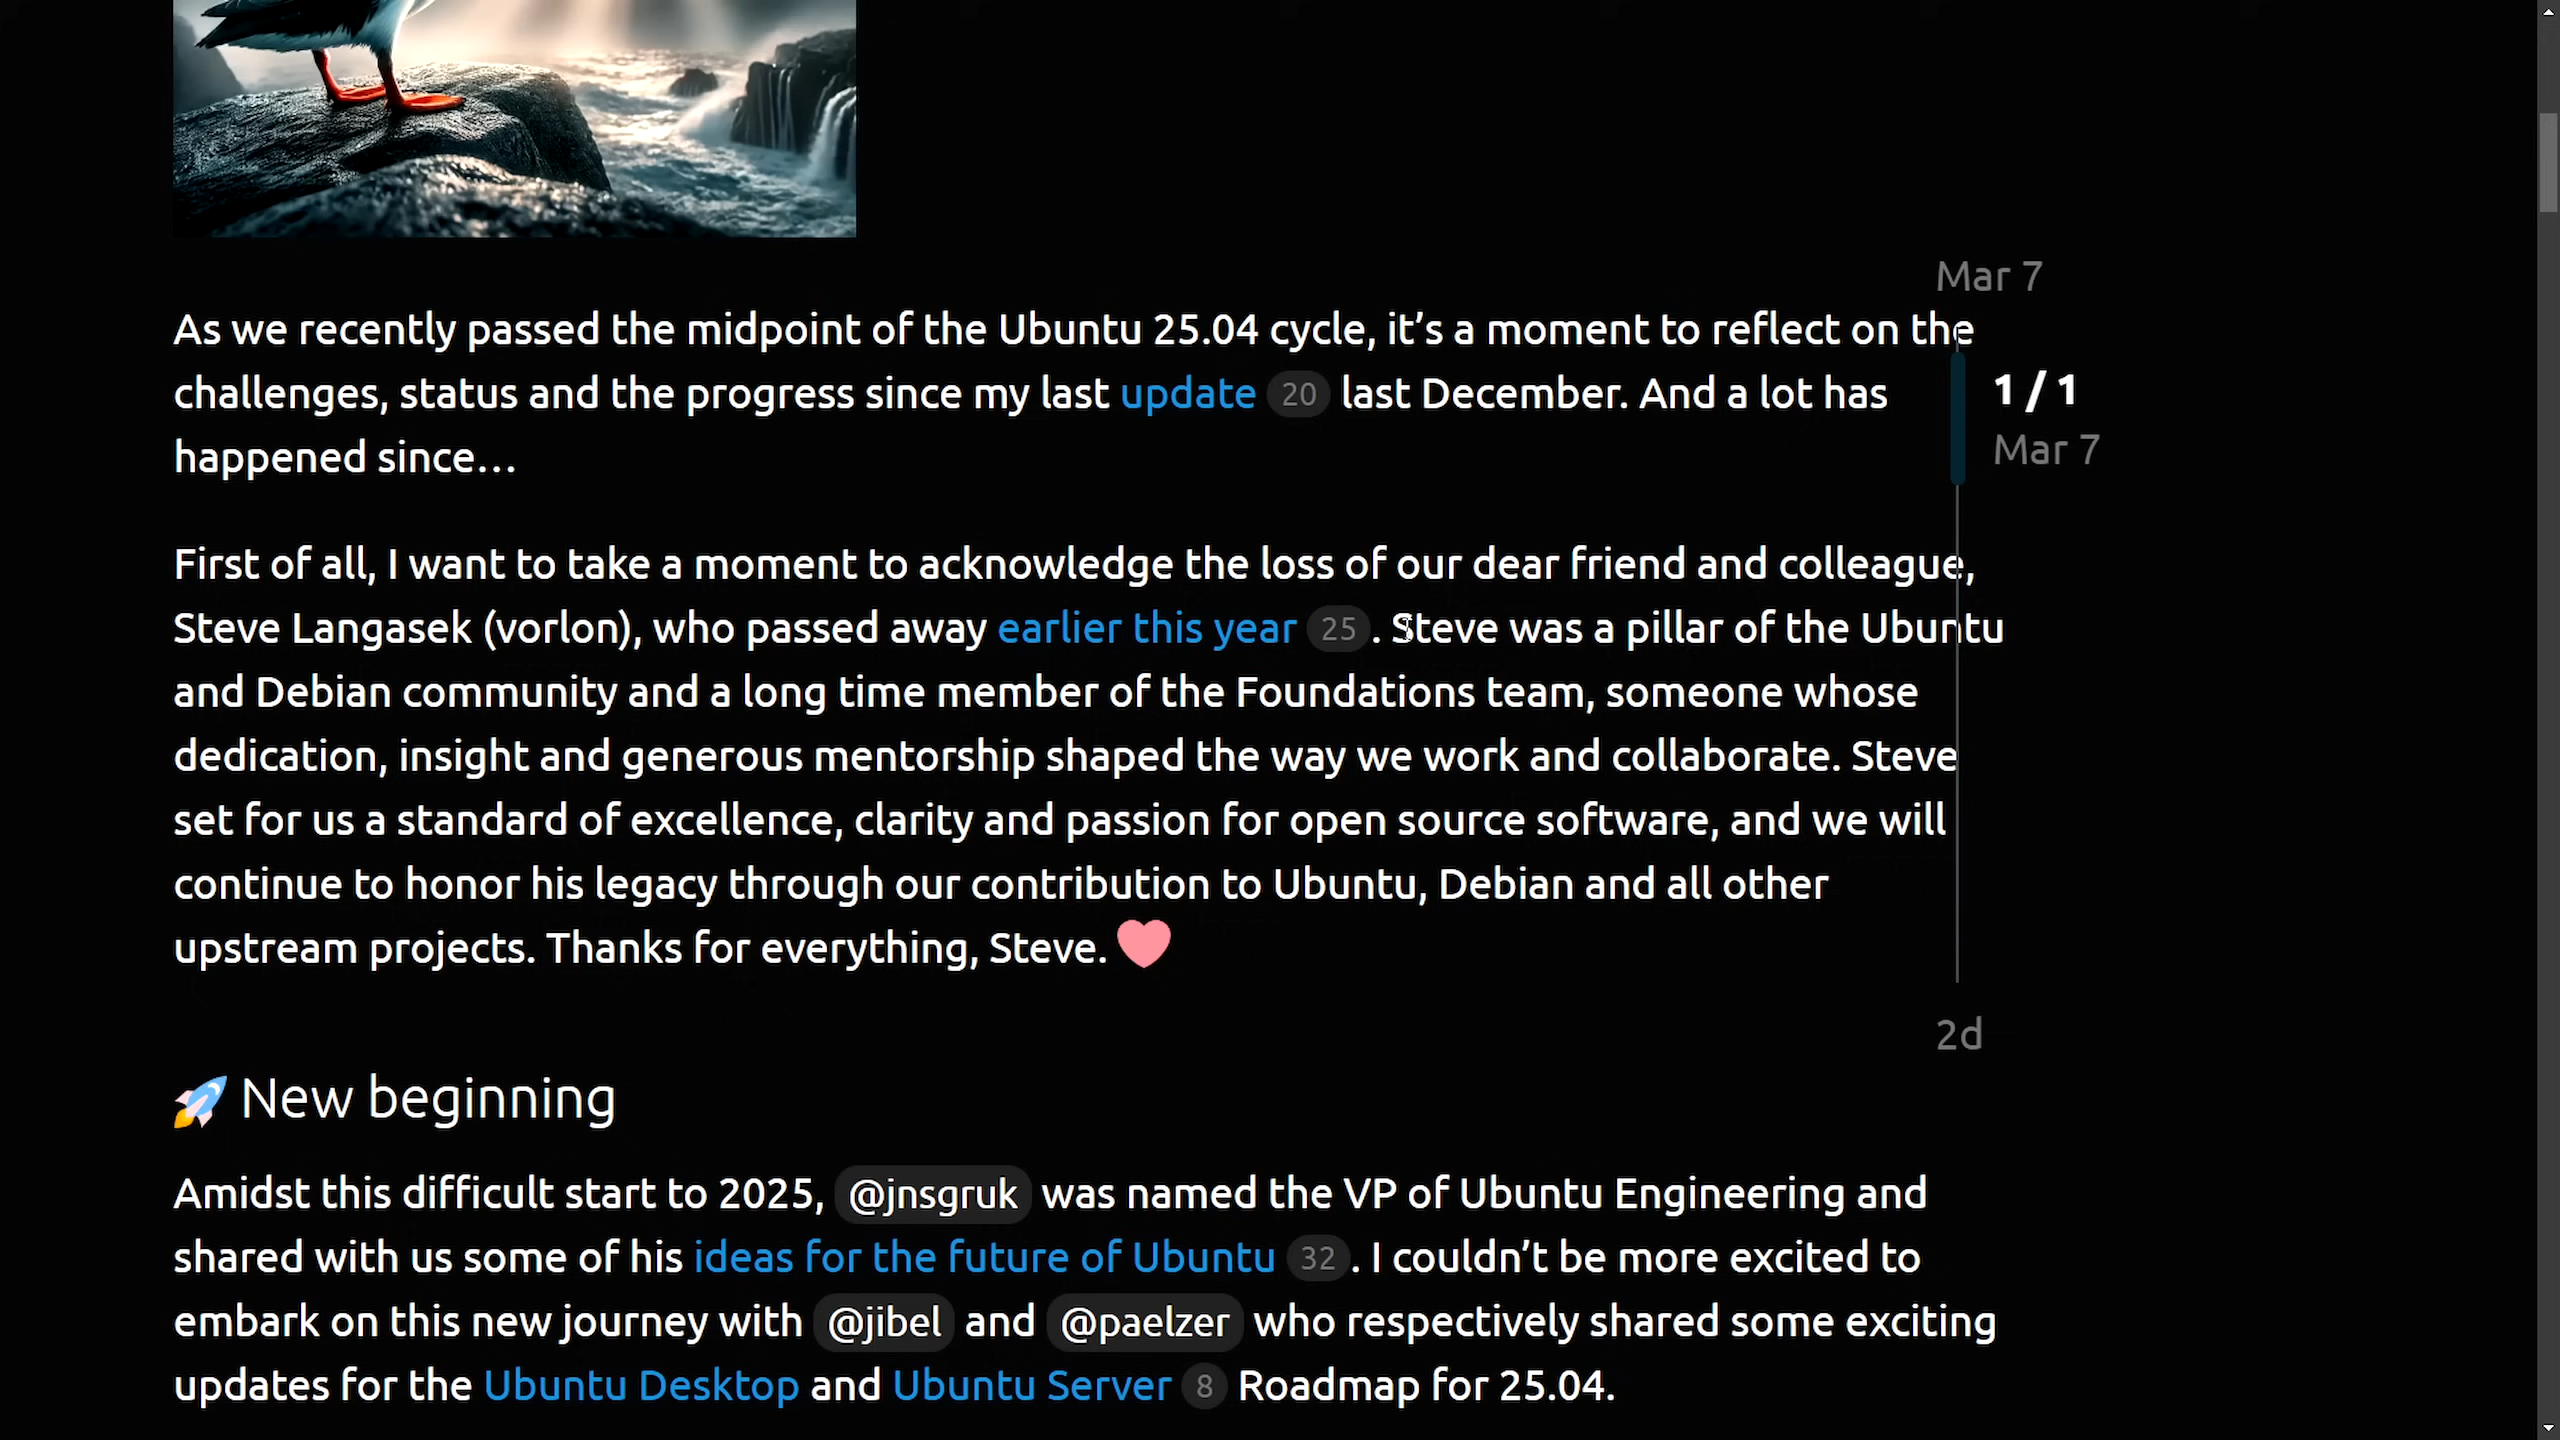 Mar 7
As we recently passed the midpoint of the Ubuntu 25.04 cycle, it’s a moment to reflect on the
challenges, status and the progress since my last update 20 last December. And a lot has
happened since…
1 / 1
Mar 7
First of all, I want to take a moment to acknowledge the loss of our dear friend and colleague,
Steve Langasek (vorlon), who passed away earlier this year 25 . Steve was a pillar of the Ubuntu
and Debian community and a long time member of the Foundations team, someone whose
dedication, insight and generous mentorship shaped the way we work and collaborate. Steve
set for us a standard of excellence, clarity and passion for open source software, and we will
continue to honor his legacy through our contribution to Ubuntu, Debian and all other
upstream projects. Thanks for everything, Steve.
2d
New beginning
Amidst this difficult start to 2025, @jnsgruk was named the VP of Ubuntu Engineering and
shared with us some of his ideas for the future of Ubuntu 32 . I couldn’t be more excited to
embark on this new journey with @jibel and @paelzer who respectively shared some exciting
updates for the Ubuntu Desktop and Ubuntu Server 8 Roadmap for 25.04.